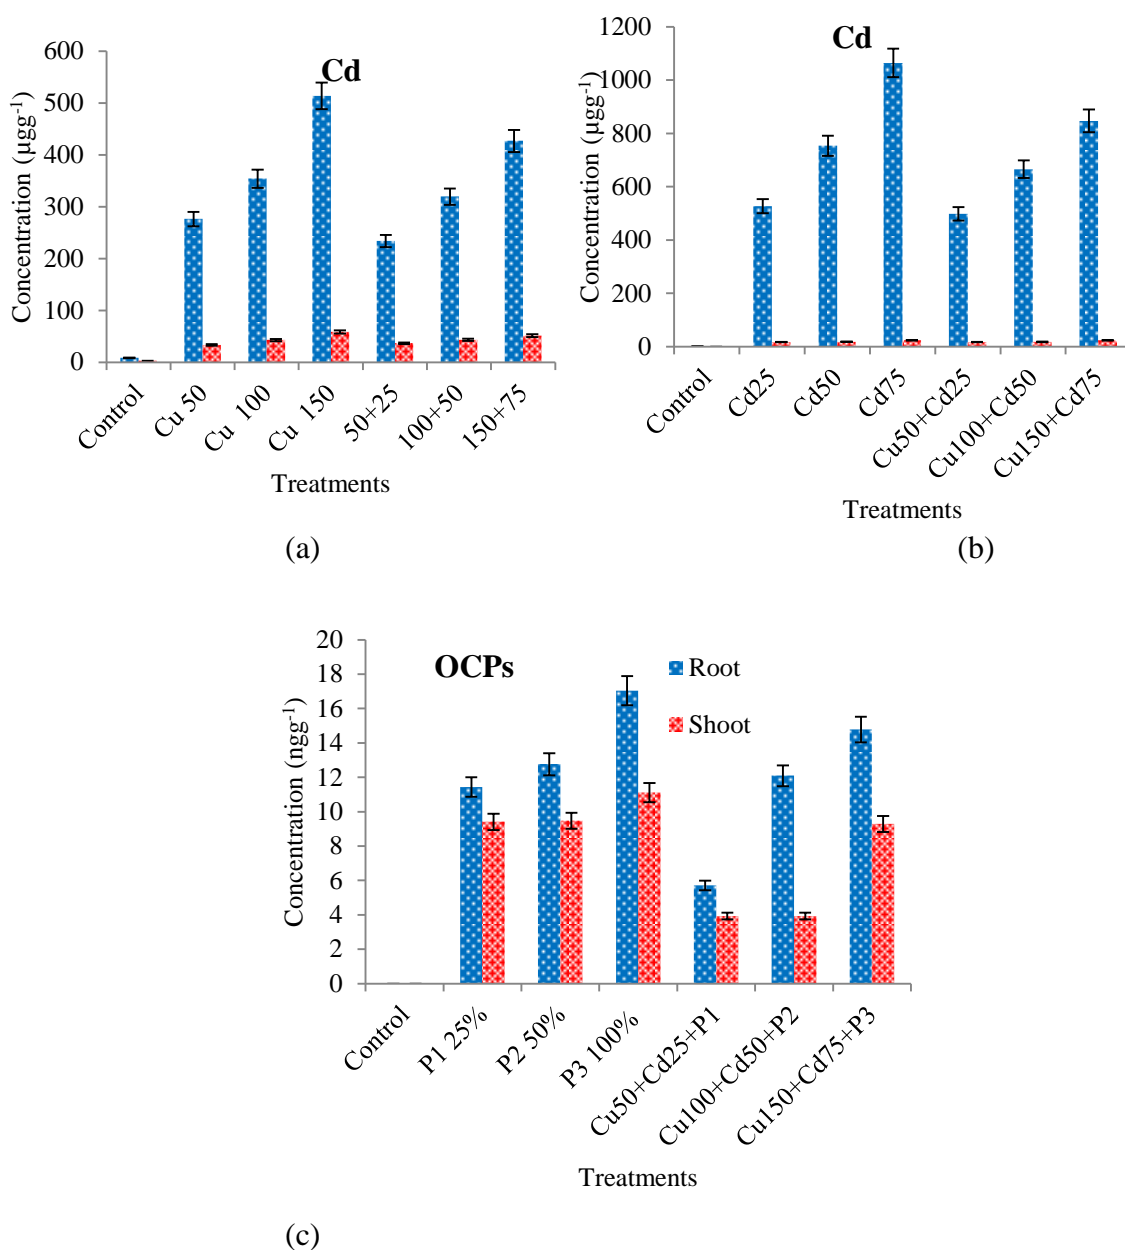 Cd
Concentration (µgg-1)
600
500
400
300
200
100
0
Control
Cu 50
Cu 100
Cu 150
50+25
100+50
150+75
Treatments
(a)
Cd
Concentration (µgg-1)
1200
1000
800
600
400
200
0
Control
Cd25
Cd50
Cd75
Cu50+Cd25
Cu100+Cd50
Cu150+Cd75
Treatments
(b)
OCPs
Root
Shoot
Concentration (ngg-1)
20
18
16
14
12
10
8
6
4
2
0
Control
P1 25%
P2 50%
P3 100%
Cu50+Cd25+P1
Cu100+Cd50+P2
Cu150+Cd75+P3
Treatments
(c)